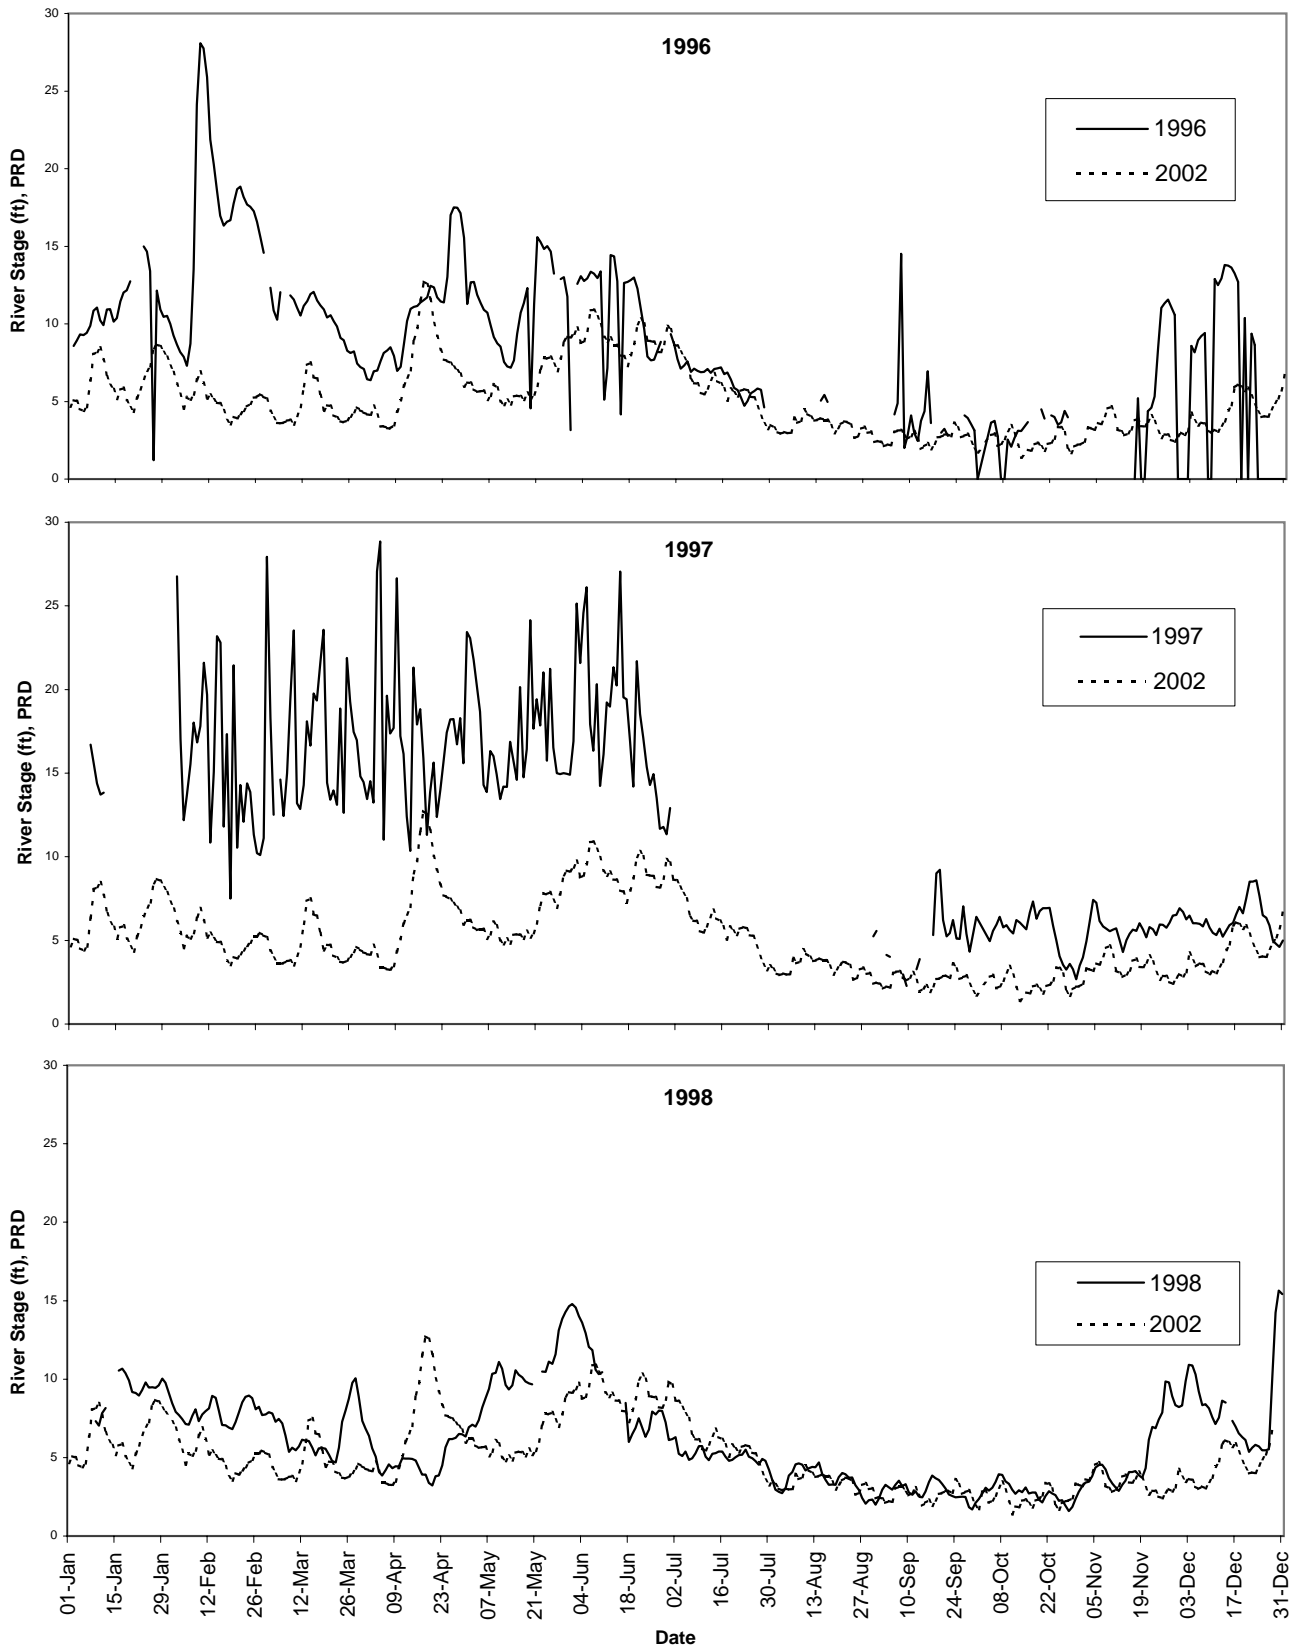 1996
River Stage (ft), PRD
30
25
20
15
10
5
0
1996
2002
1997
River Stage (ft), PRD
30
25
20
15
10
5
0
1997
2002
1998
River Stage (ft), PRD
30
25
20
15
10
5
0
1998
2002
01-Jan
15-Jan
29-Jan
12-Feb
26-Feb
12-Mar
26-Mar
09-Apr
23-Apr
07-May
21-May
04-Jun
18-Jun
02-Jul
16-Jul
30-Jul
13-Aug
27-Aug
10-Sep
24-Sep
08-Oct
22-Oct
05-Nov
19-Nov
03-Dec
17-Dec
31-Dec
Date